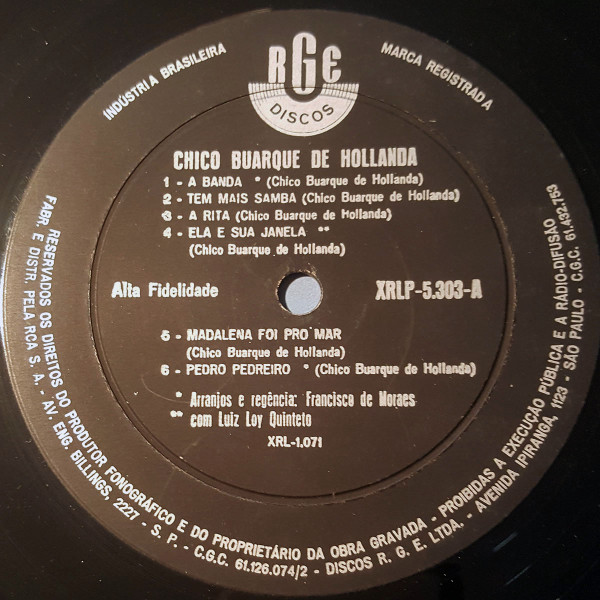 INDÚSTRIA BRASILEIRA
RGE
DISCOS
MARCA REGISTRADA
CHICO BUARQUE DE HOLLANDA
1 - A BANDA * (Chico Buarque de Hollanda)
2 - TEM MAIS SAMBA (Chico Buarque de Hollanda)
3 - A RITA (Chico Buarque de Hollanda)
4 - ELA E SUA JANELA **
(Chico Buarque de Hollanda)
Alta Fidelidade
XRLP-5.303-A
5 - MADALENA FOI PRO MAR
(Chico Buarque de Hollanda)
6 - PEDRO PEDREIRO * (Chico Buarque de Hollanda)
* Arranjos e regência: Francisco de Moraes
** com Luiz Loy Quinteto
XRL-1.071
RESERVADOS OS DIREITOS DO PRODUTOR FONOGRÁFICO E DO PROPRIETÁRIO DA OBRA GRAVADA - PROIBIDAS A EXECUÇÃO PÚBLICA E A RÁDIO-DIFUSÃO
FABR. E DISTR. PELA RCA S. A. - AV. ENG. BILLINGS, 2227 - S. P. - C.G.C. 61.126.074/2 - DISCOS R. G. E. LTDA. - AVENIDA IPIRANGA, 1123 - SÃO PAULO - C.G.C. 61.432.753